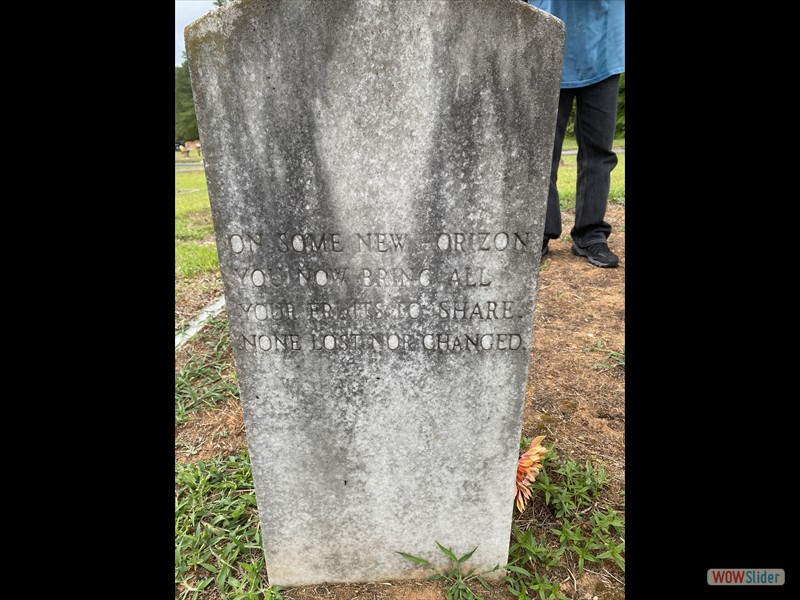 ON SOME NEW HORIZON
YOU NOW BRING ALL
YOUR FRUITS TO SHARE.
NONE LOST NOR CHANGED.
WOWSlider